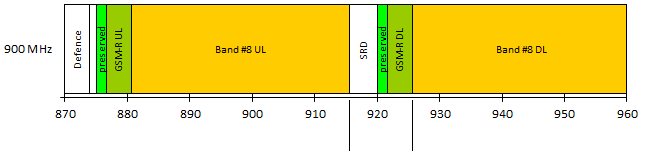 900 MHz
Defence
preserved
GSM-R UL
Band #8 UL
SRD
preserved
GSM-R DL
Band #8 DL
870 880 890 900 910 920 930 940 950 960